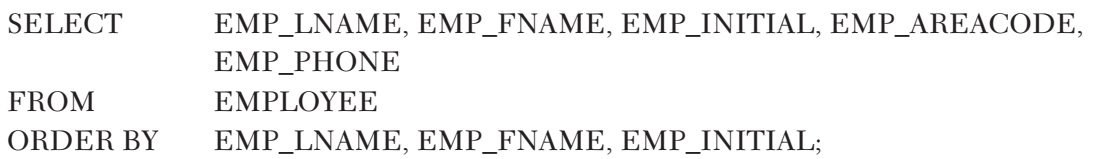 SELECT EMP_LNAME, EMP_FNAME, EMP_INITIAL, EMP_AREACODE,
EMP_PHONE
FROM EMPLOYEE
ORDER BY EMP_LNAME, EMP_FNAME, EMP_INITIAL;